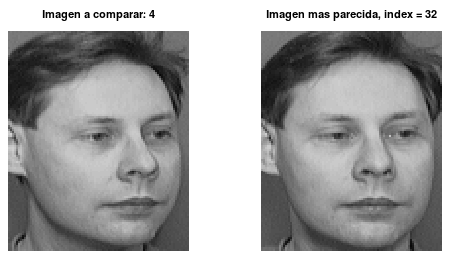 Imagen a comparar: 4
Imagen mas parecida, index = 32